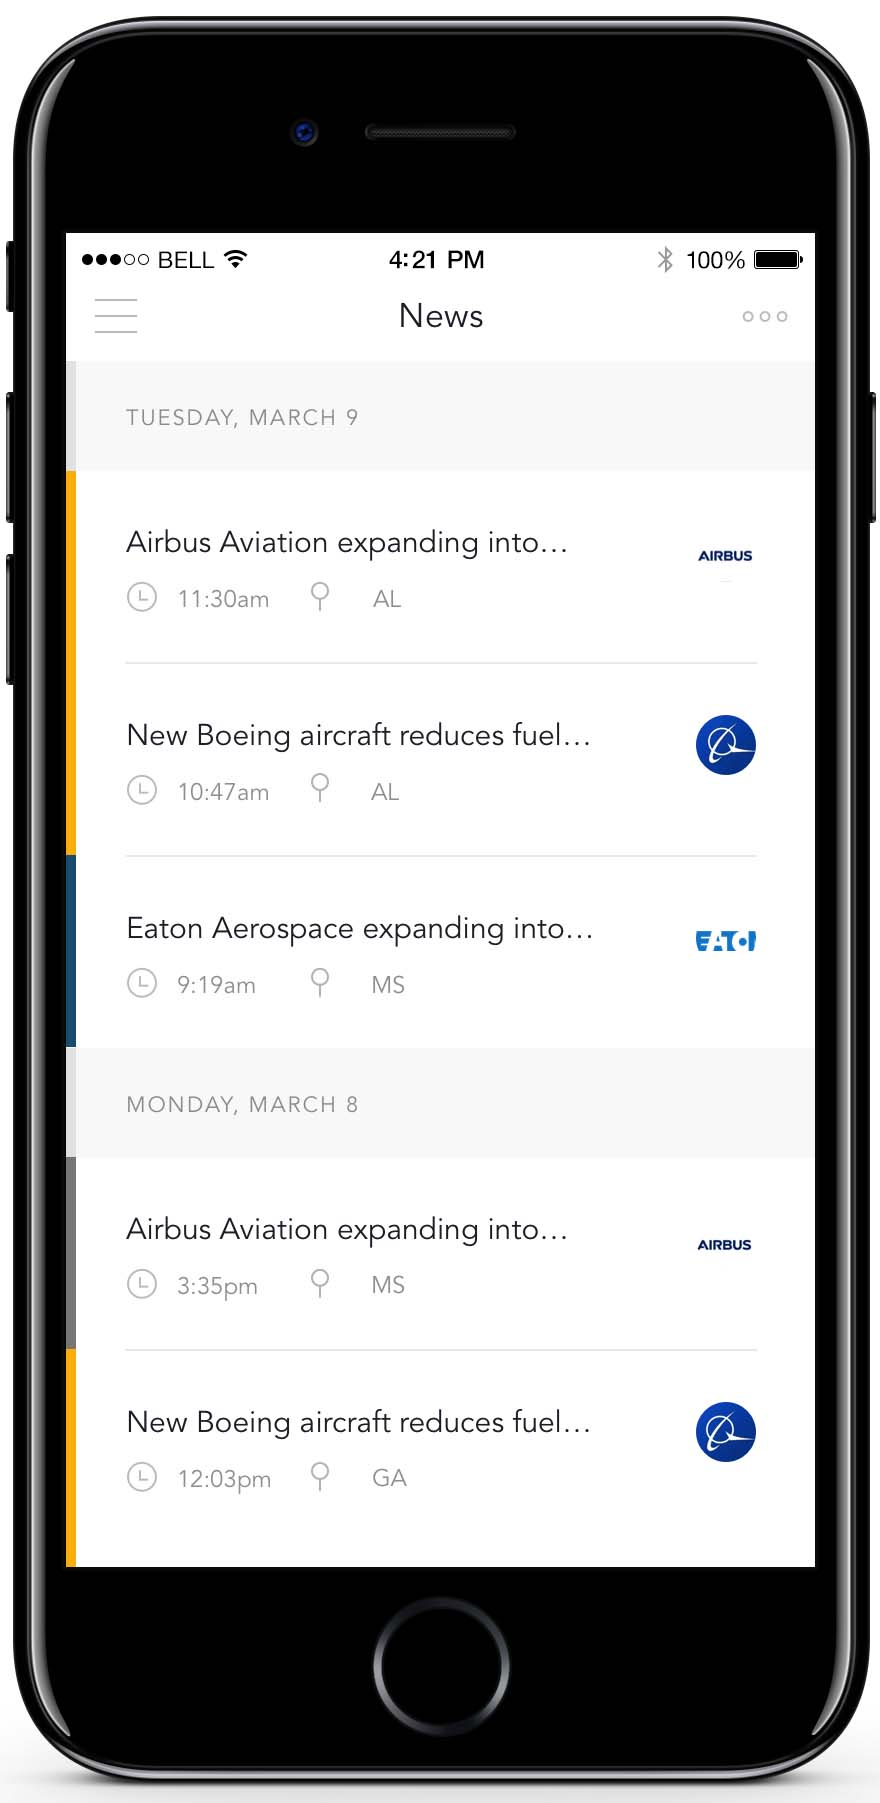 BELL 4:21 PM 100%
News
TUESDAY, MARCH 9
Airbus Aviation expanding into...
AIRBUS
11:30am AL
New Boeing aircraft reduces fuel...
10:47am AL
Eaton Aerospace expanding into...
EATON
9:19am MS
MONDAY, MARCH 8
Airbus Aviation expanding into...
AIRBUS
3:35pm MS
New Boeing aircraft reduces fuel...
12:03pm GA